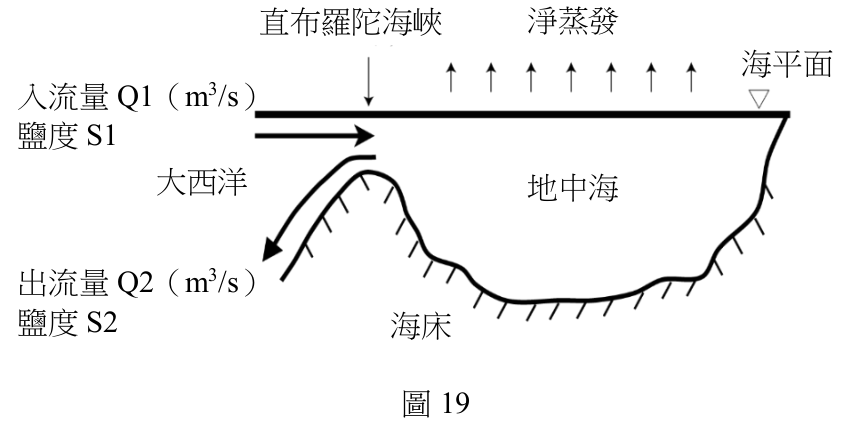 直布羅陀海峽
淨蒸發
海平面
入流量 Q1（m³/s）
鹽度 S1
大西洋
地中海
出流量 Q2（m³/s）
鹽度 S2
海床
圖 19